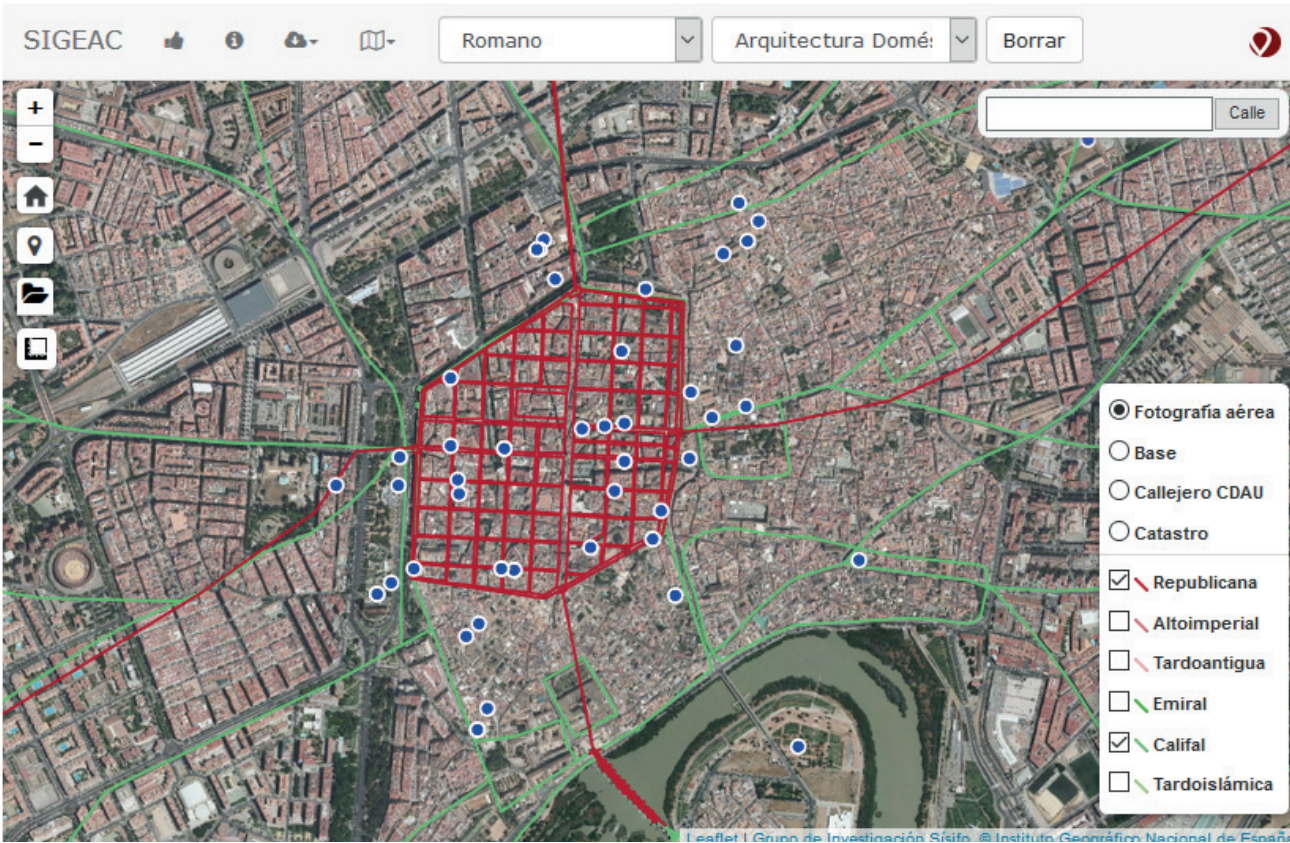 SIGEAC
Romano
Arquitectura Domé
Borrar
+
Calle
−
Fotografía aérea
Base
Callejero CDAU
Catastro
Republicana
Altoimperial
Tardoantigua
Emiral
Califal
Tardoislámica
Leaflet | Grupo de Investigación Sísifo, © Instituto Geográfico Nacional de España